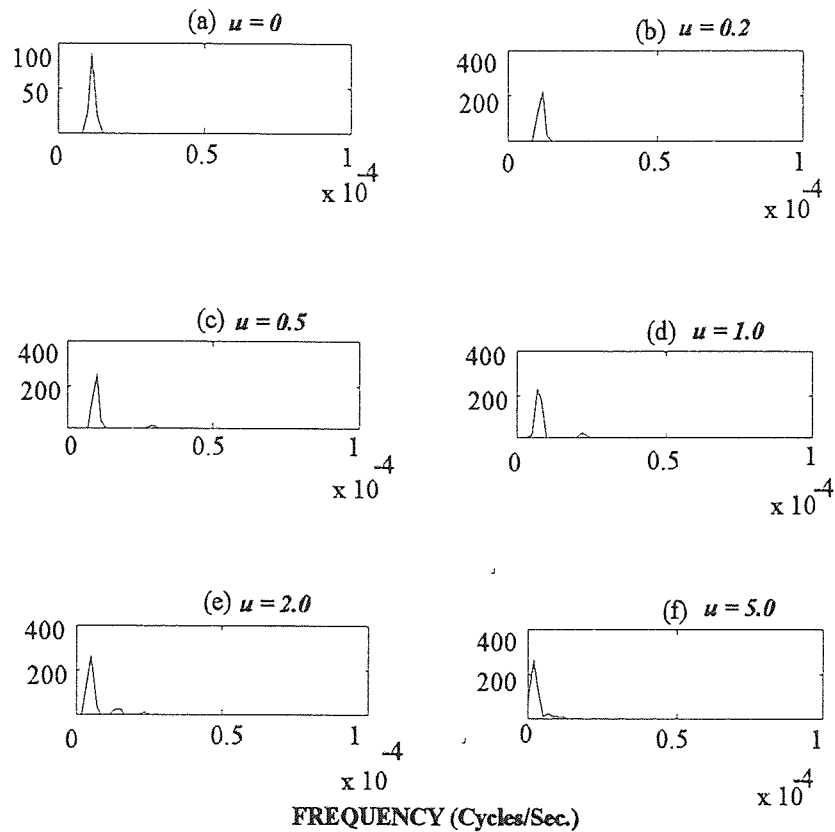 (a) u = 0
100
50
0 0.5 1
x 10^-4
(b) u = 0.2
400
200
0 0.5 1
x 10^-4
(c) u = 0.5
400
200
0 0.5 1
x 10^-4
(d) u = 1.0
400
200
0 0.5 1
x 10^-4
(e) u = 2.0
400
200
0 0.5 1
x 10^-4
(f) u = 5.0
400
200
0 0.5 1
x 10^-4
FREQUENCY (Cycles/Sec.)